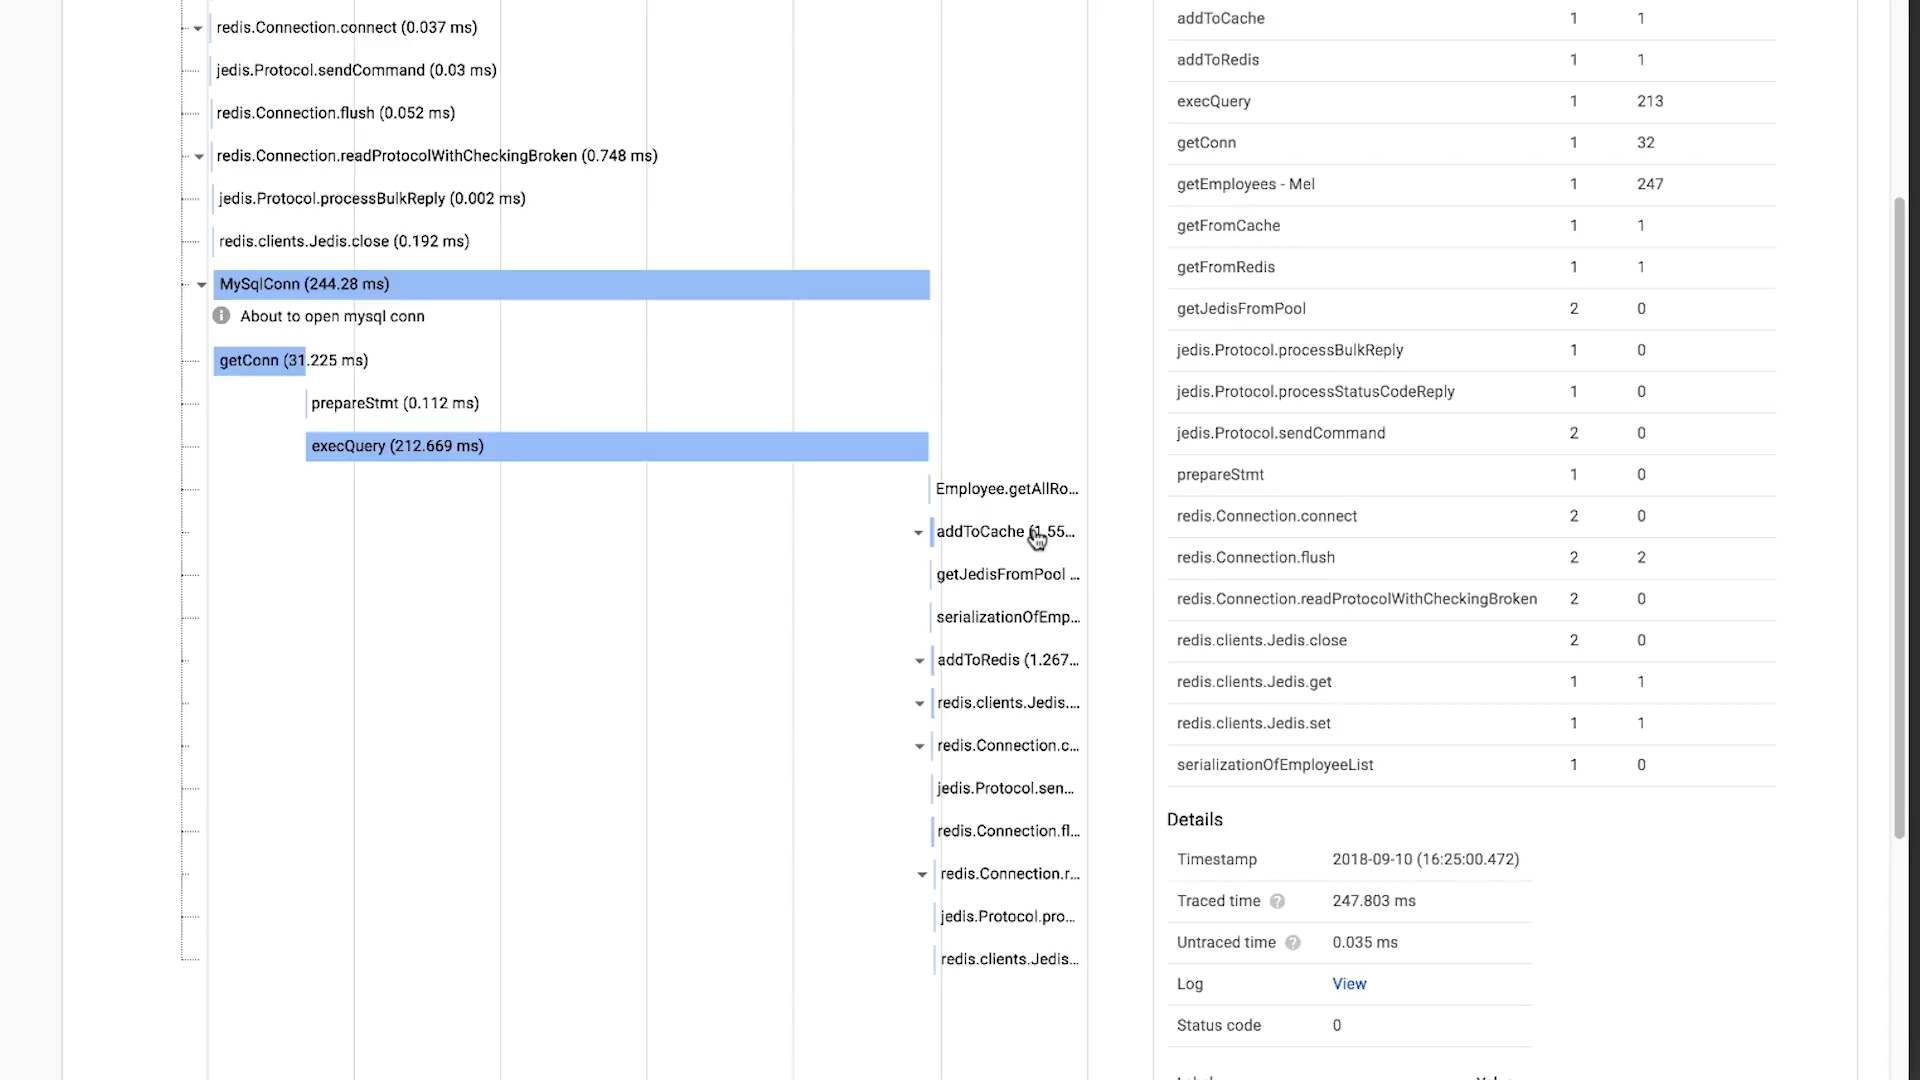 redis.Connection.connect (0.037 ms)
jedis.Protocol.sendCommand (0.03 ms)
redis.Connection.flush (0.052 ms)
redis.Connection.readProtocolWithCheckingBroken (0.748 ms)
jedis.Protocol.processBulkReply (0.002 ms)
redis.clients.Jedis.close (0.192 ms)
MySqlConn (244.28 ms)
About to open mysql conn
getConn (31.225 ms)
prepareStmt (0.112 ms)
execQuery (212.669 ms)
Employee.getAllRo...
addToCache (1.55...
getJedisFromPool ...
serializationOfEmp...
addToRedis (1.267...
redis.clients.Jedis....
redis.Connection.c...
jedis.Protocol.sen...
redis.Connection.fl...
redis.Connection.r...
jedis.Protocol.pro...
redis.clients.Jedis...
addToCache 1 1
addToRedis 1 1
execQuery 1 213
getConn 1 32
getEmployees - Mel 1 247
getFromCache 1 1
getFromRedis 1 1
getJedisFromPool 2 0
jedis.Protocol.processBulkReply 1 0
jedis.Protocol.processStatusCodeReply 1 0
jedis.Protocol.sendCommand 2 0
prepareStmt 1 0
redis.Connection.connect 2 0
redis.Connection.flush 2 2
redis.Connection.readProtocolWithCheckingBroken 2 0
redis.clients.Jedis.close 2 0
redis.clients.Jedis.get 1 1
redis.clients.Jedis.set 1 1
serializationOfEmployeeList 1 0
Details
Timestamp 2018-09-10 (16:25:00.472)
Traced time ? 247.803 ms
Untraced time ? 0.035 ms
Log View
Status code 0